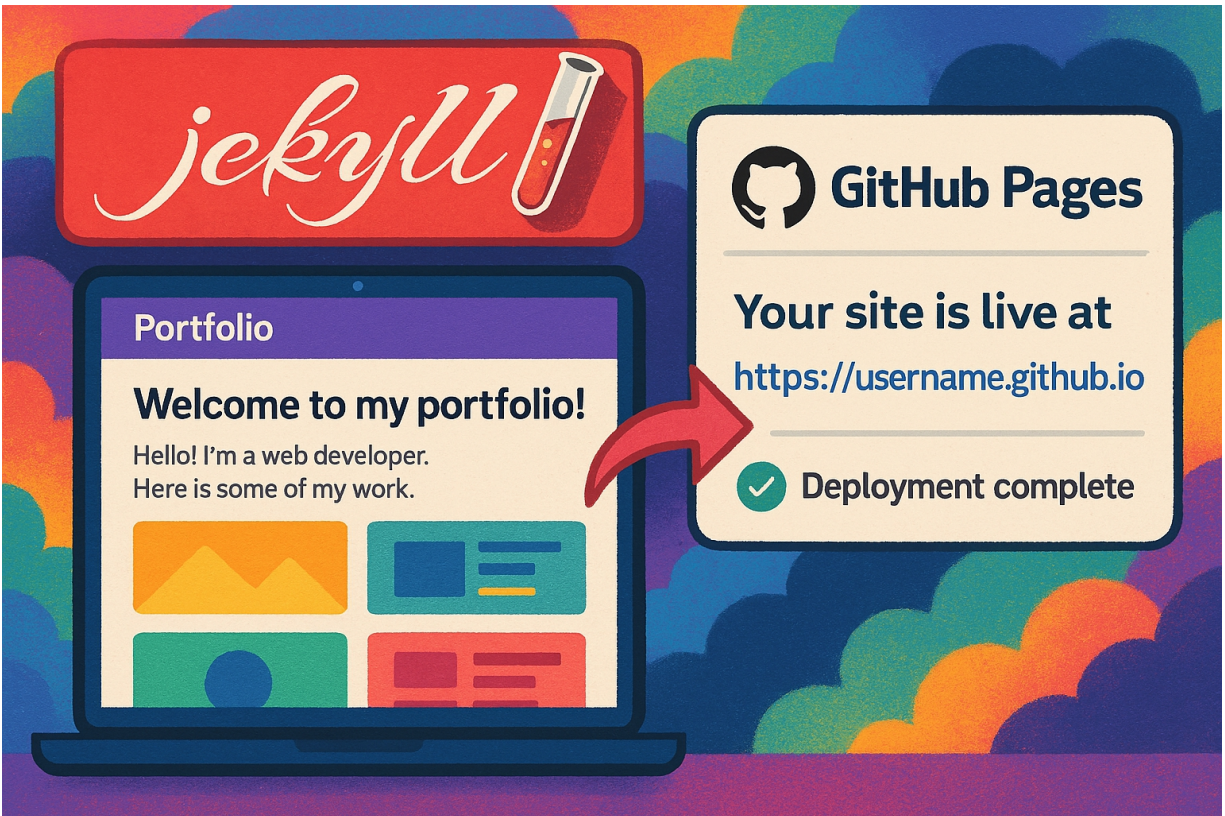 jekyll
Portfolio
Welcome to my portfolio!
Hello! I'm a web developer.
Here is some of my work.
GitHub Pages
Your site is live at
https://username.github.io
Deployment complete